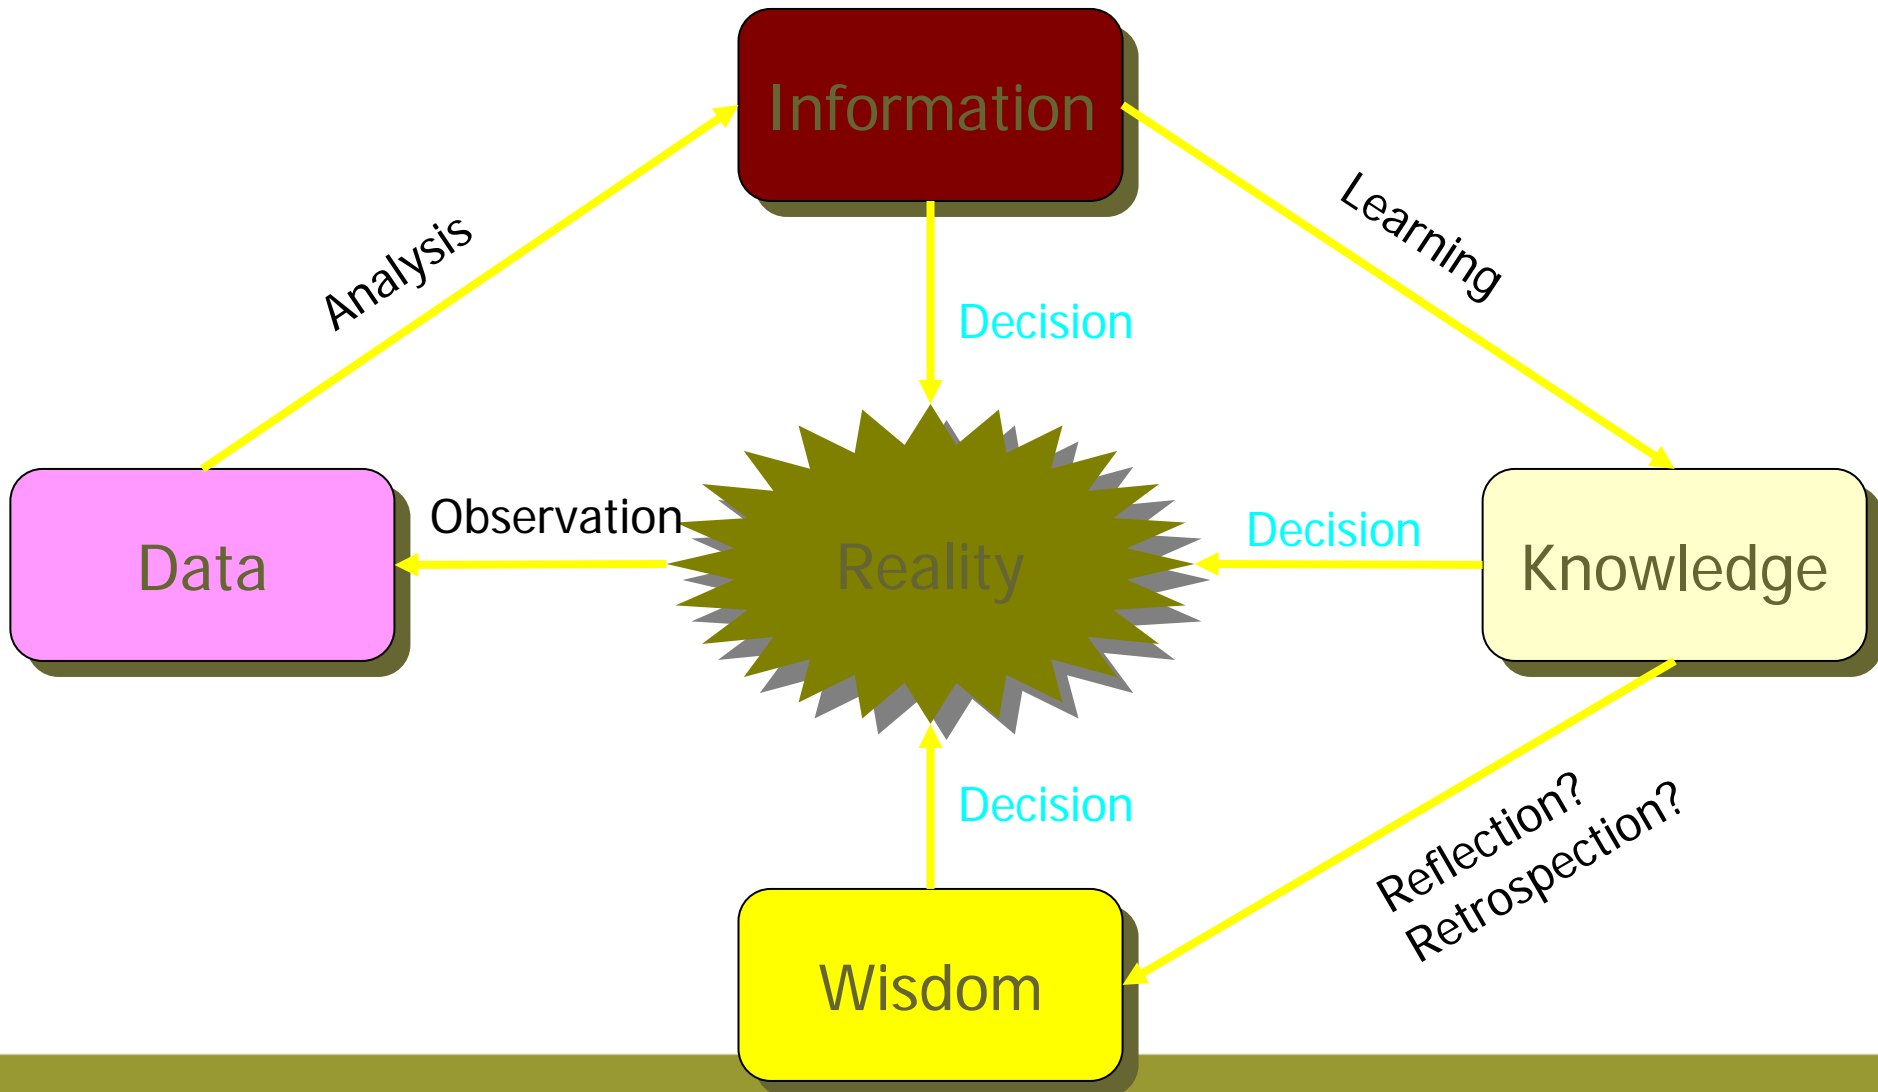 Information
Analysis
Learning
Decision
Observation
Decision
Data
Reality
Knowledge
Decision
Reflection?
Retrospection?
Wisdom